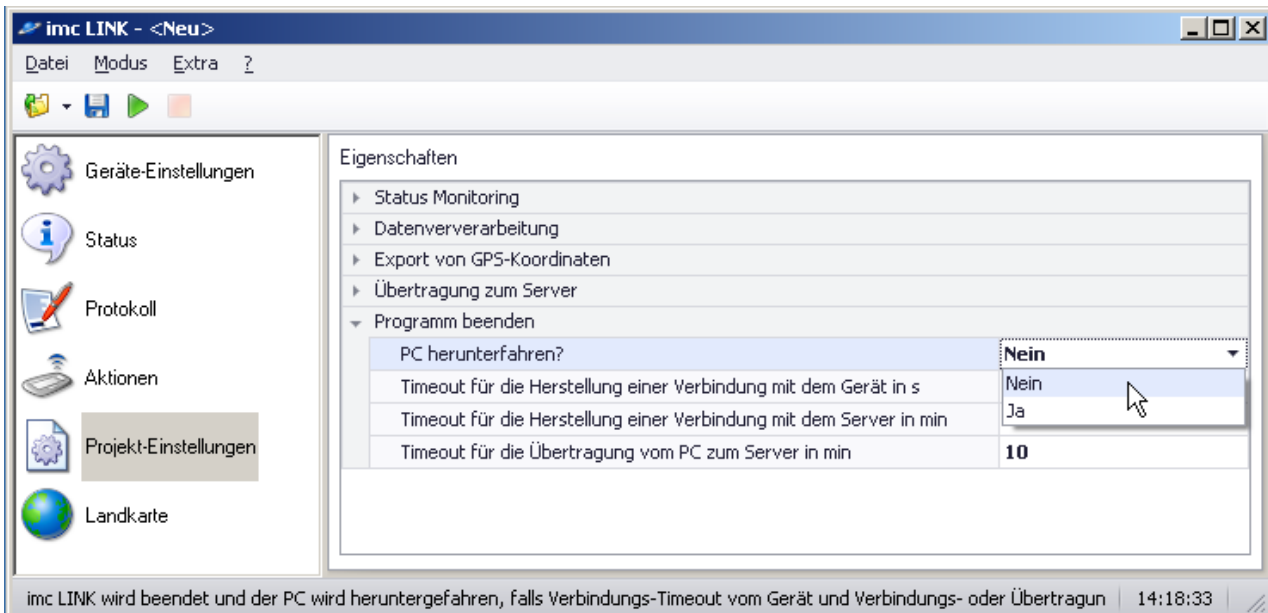 imc LINK - <Neu>
Datei Modus Extra ?
Geräte-Einstellungen
Status
Protokoll
Aktionen
Projekt-Einstellungen
Landkarte
Eigenschaften
Status Monitoring
Datenververarbeitung
Export von GPS-Koordinaten
Übertragung zum Server
Programm beenden
PC herunterfahren? Nein
Nein
Ja
Timeout für die Herstellung einer Verbindung mit dem Gerät in s
Timeout für die Herstellung einer Verbindung mit dem Server in min
Timeout für die Übertragung vom PC zum Server in min 10
imc LINK wird beendet und der PC wird heruntergefahren, falls Verbindungs-Timeout vom Gerät und Verbindungs- oder Übertragun 14:18:33